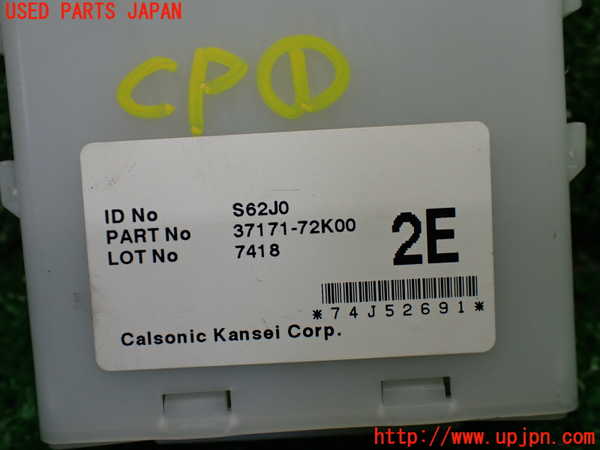 USED PARTS JAPAN
CP①
ID No S62J0
PART No 37171-72K00
LOT No 7418
2E
*74J52691*
Calsonic Kansei Corp.
http://www.upjpn.com/